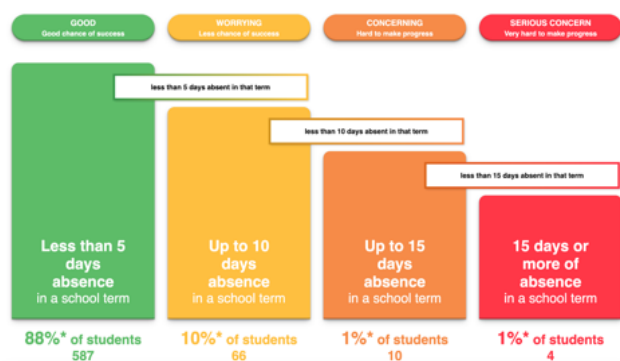 GOOD
Good chance of success
WORRYING
Less chance of success
CONCERNING
Hard to make progress
SERIOUS CONCERN
Very hard to make progress
less than 5 days absent in that term
less than 10 days absent in that term
less than 15 days absent in that term
Less than 5
days
absence
in a school term
Up to 10
days
absence
in a school term
Up to 15
days
absence
in a school term
15 days or
more of
absence
in a school term
88%* of students
587
10%* of students
66
1%* of students
10
1%* of students
4